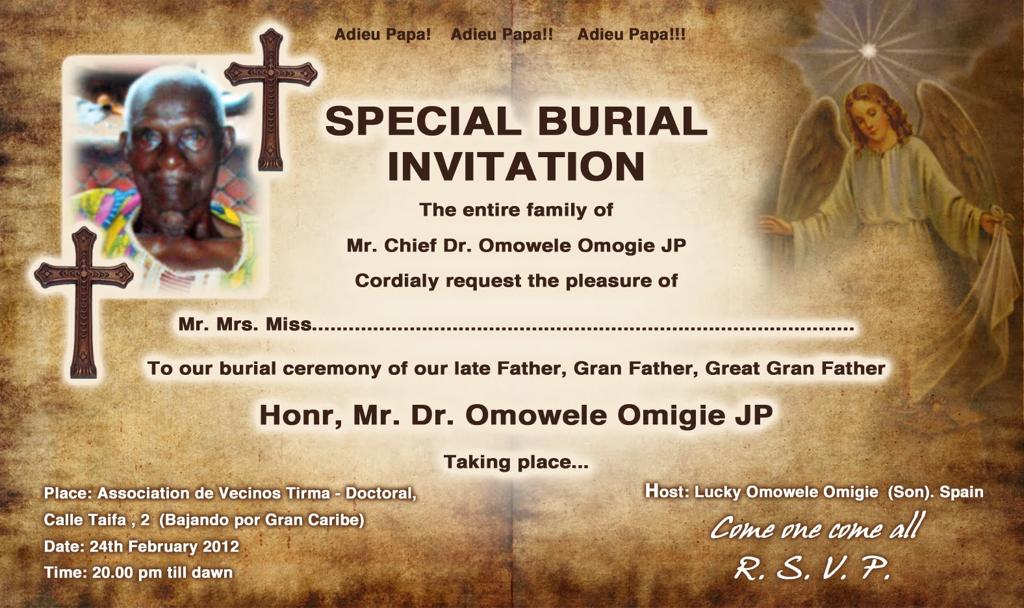 Adieu Papa! Adieu Papa!! Adieu Papa!!!
SPECIAL BURIAL
INVITATION
The entire family of
Mr. Chief Dr. Omowele Omogie JP
Cordialy request the pleasure of
Mr. Mrs. Miss..........................................................................................
To our burial ceremony of our late Father, Gran Father, Great Gran Father
Honr, Mr. Dr. Omowele Omigie JP
Taking place...
Place: Association de Vecinos Tirma - Doctoral,
Calle Taifa , 2 (Bajando por Gran Caribe)
Date: 24th February 2012
Time: 20.00 pm till dawn
Host: Lucky Omowele Omigie (Son). Spain
Come one come all
R. S. V. P.